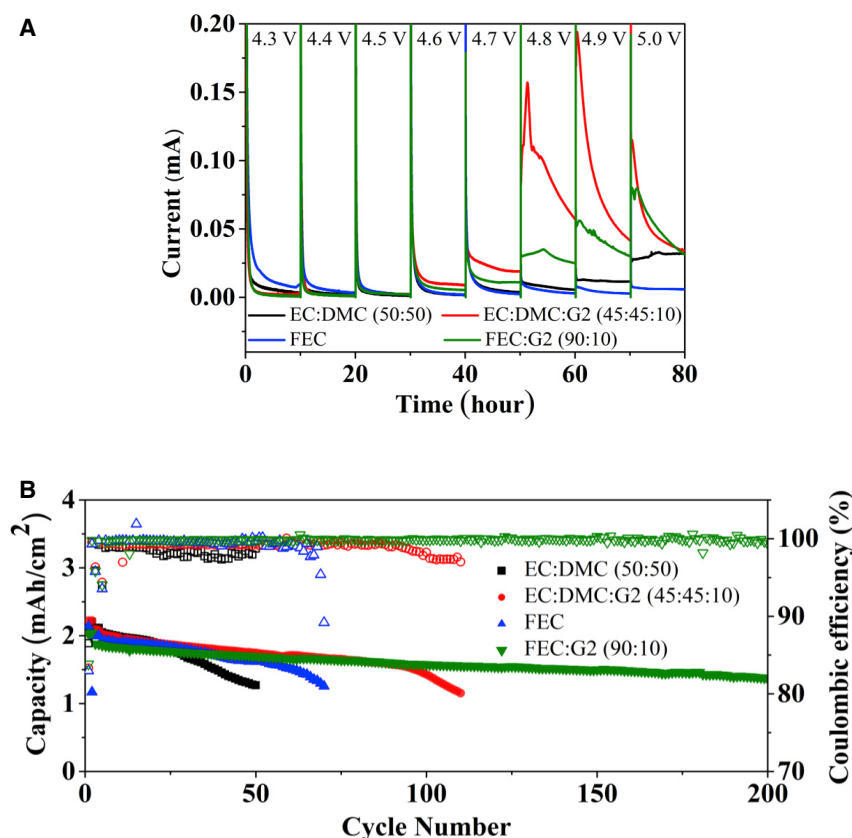 A
0.20
0.15
0.10
0.05
0.00
Current (mA)
4.3 V 4.4 V 4.5 V 4.6 V 4.7 V 4.8 V 4.9 V 5.0 V
EC:DMC (50:50) EC:DMC:G2 (45:45:10)
FEC FEC:G2 (90:10)
0 20 40 60 80
Time (hour)
B
4
3
2
1
0
Capacity (mAh/cm²)
EC:DMC (50:50)
EC:DMC:G2 (45:45:10)
FEC
FEC:G2 (90:10)
100
90
80
70
Coulombic efficiency (%)
0 50 100 150 200
Cycle Number